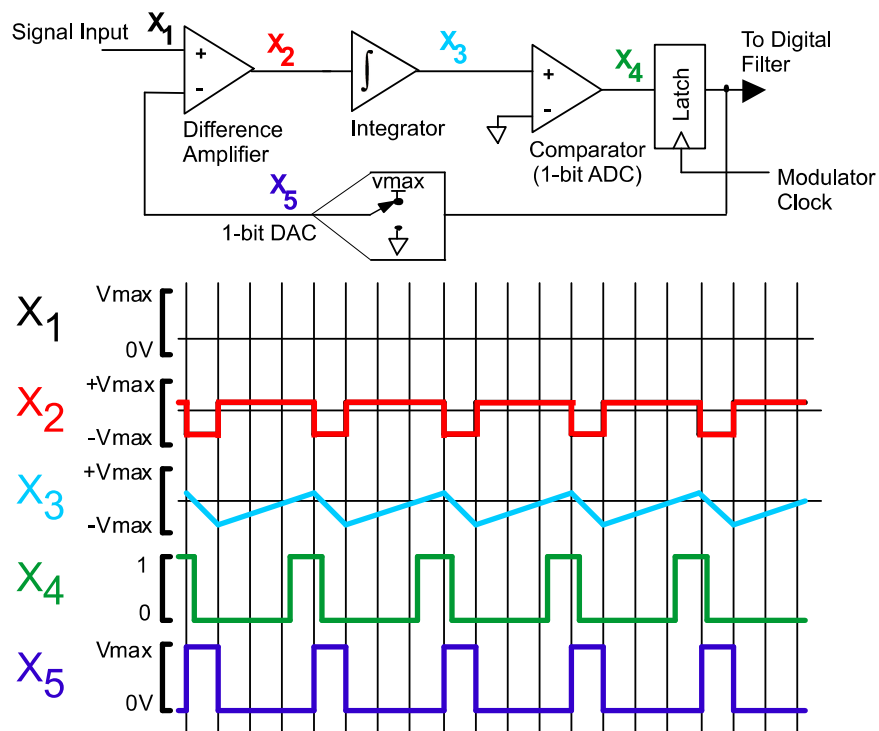 Signal Input
X1
X2
X3
X4
To Digital
Filter
+
-
∫
+
-
Latch
Difference
Amplifier
Integrator
Comparator
(1-bit ADC)
Modulator
Clock
X5
vmax
1-bit DAC
X1
Vmax
0V
X2
+Vmax
-Vmax
X3
+Vmax
-Vmax
X4
1
0
X5
Vmax
0V